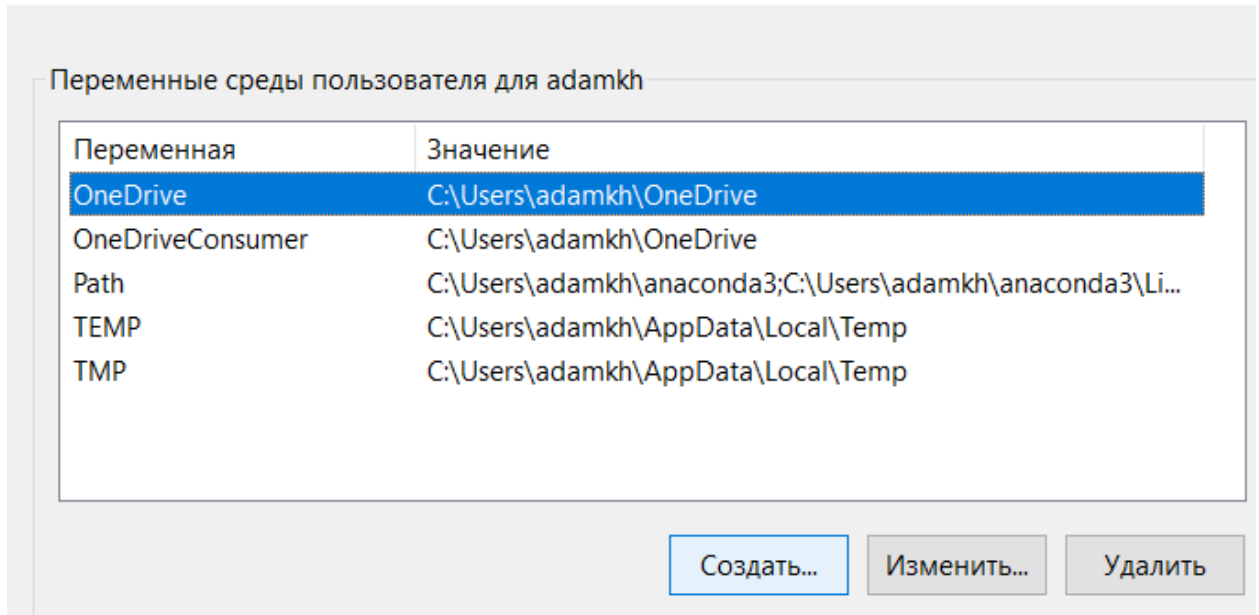 Переменные среды пользователя для adamkh
Переменная Значение
OneDrive C:\Users\adamkh\OneDrive
OneDriveConsumer C:\Users\adamkh\OneDrive
Path C:\Users\adamkh\anaconda3;C:\Users\adamkh\anaconda3\Li...
TEMP C:\Users\adamkh\AppData\Local\Temp
TMP C:\Users\adamkh\AppData\Local\Temp
Создать... Изменить... Удалить